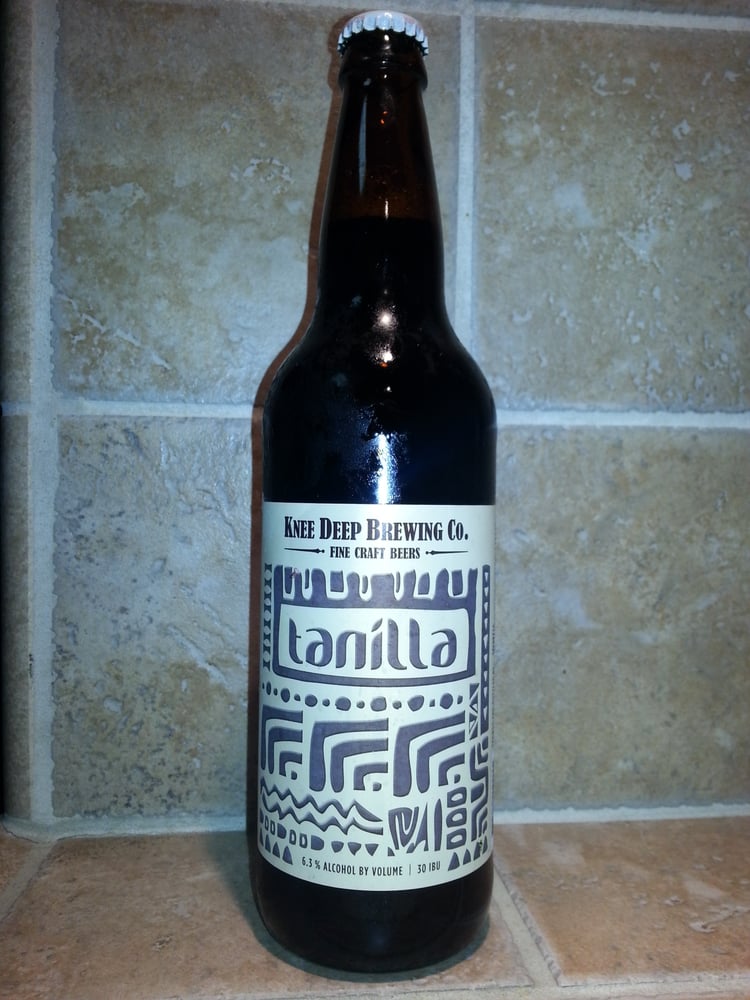 KNEE DEEP BREWING CO.
FINE CRAFT BEERS
tanilla
6.3 % ALCOHOL BY VOLUME | 30 IBU